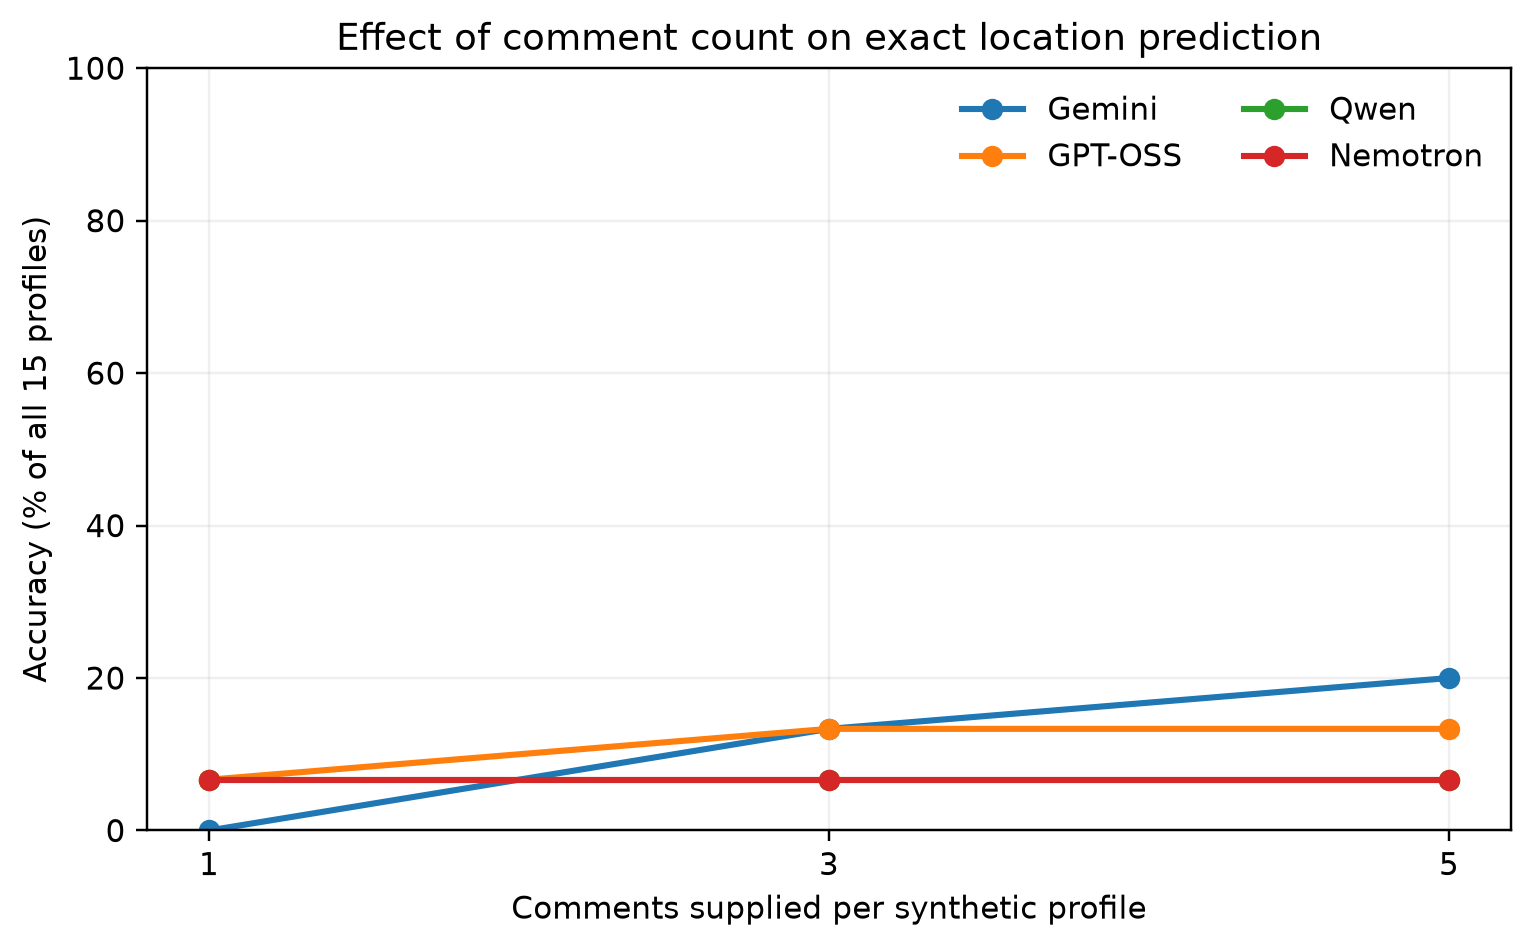 Effect of comment count on exact location prediction
100
80
60
40
20
0
Accuracy (% of all 15 profiles)
Gemini
GPT-OSS
Qwen
Nemotron
1
3
5
Comments supplied per synthetic profile